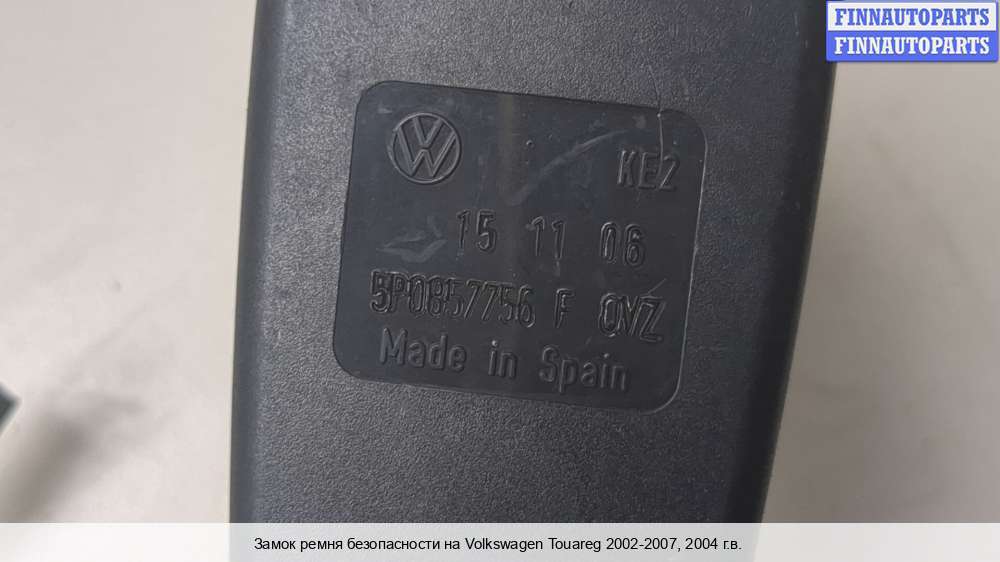 FINNAUTOPARTS
FINNAUTOPARTS
VW
KE2
15 11 06
5P0857756 F 0VZ
Made in Spain
Замок ремня безопасности на Volkswagen Touareg 2002-2007, 2004 г.в.